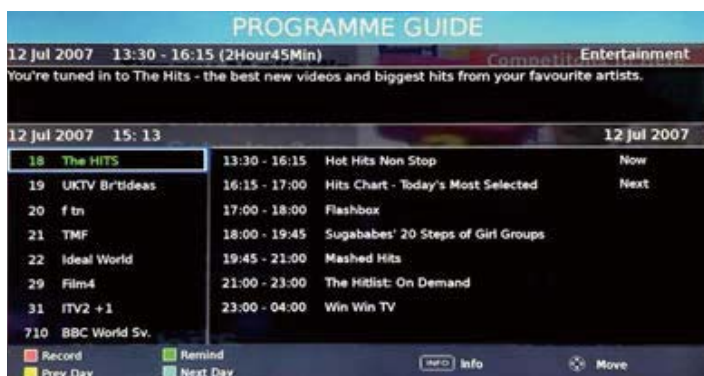 PROGRAMME GUIDE
12 Jul 2007 13:30 - 16:15 (2Hour45Min) Entertainment
You're tuned in to The Hits - the best new videos and biggest hits from your favourite artists.
12 Jul 2007 15: 13 12 Jul 2007
18 The HITS 13:30 - 16:15 Hot Hits Non Stop Now
19 UKTV Br'tIdeas 16:15 - 17:00 Hits Chart - Today's Most Selected Next
20 f tn 17:00 - 18:00 Flashbox
21 TMF 18:00 - 19:45 Sugababes' 20 Steps of Girl Groups
22 Ideal World 19:45 - 21:00 Mashed Hits
29 Film4 21:00 - 23:00 The Hitlist: On Demand
31 ITV2 +1 23:00 - 04:00 Win Win TV
710 BBC World Sv.
Record Remind INFO Info Move
Prev Day Next Day